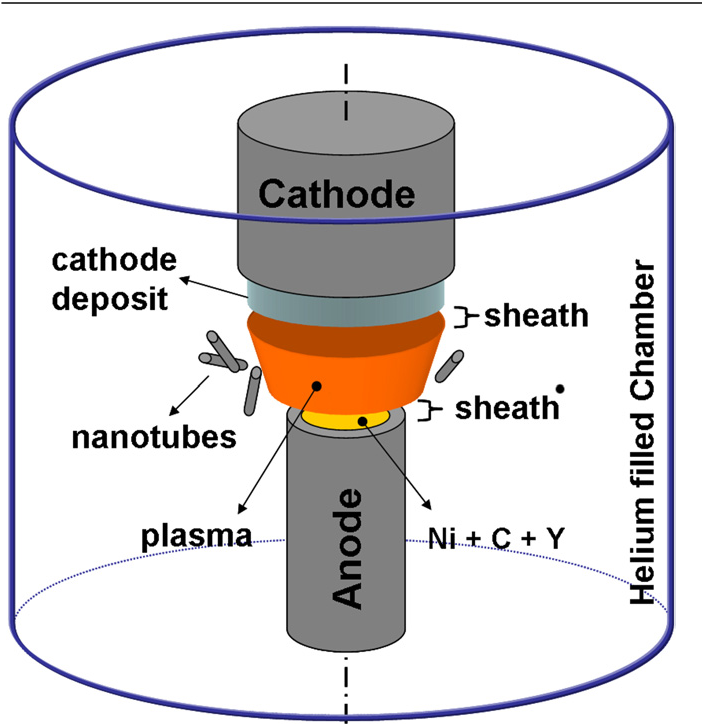 Cathode
cathode
deposit
sheath
sheath
nanotubes
plasma
Ni + C + Y
Anode
Helium filled Chamber